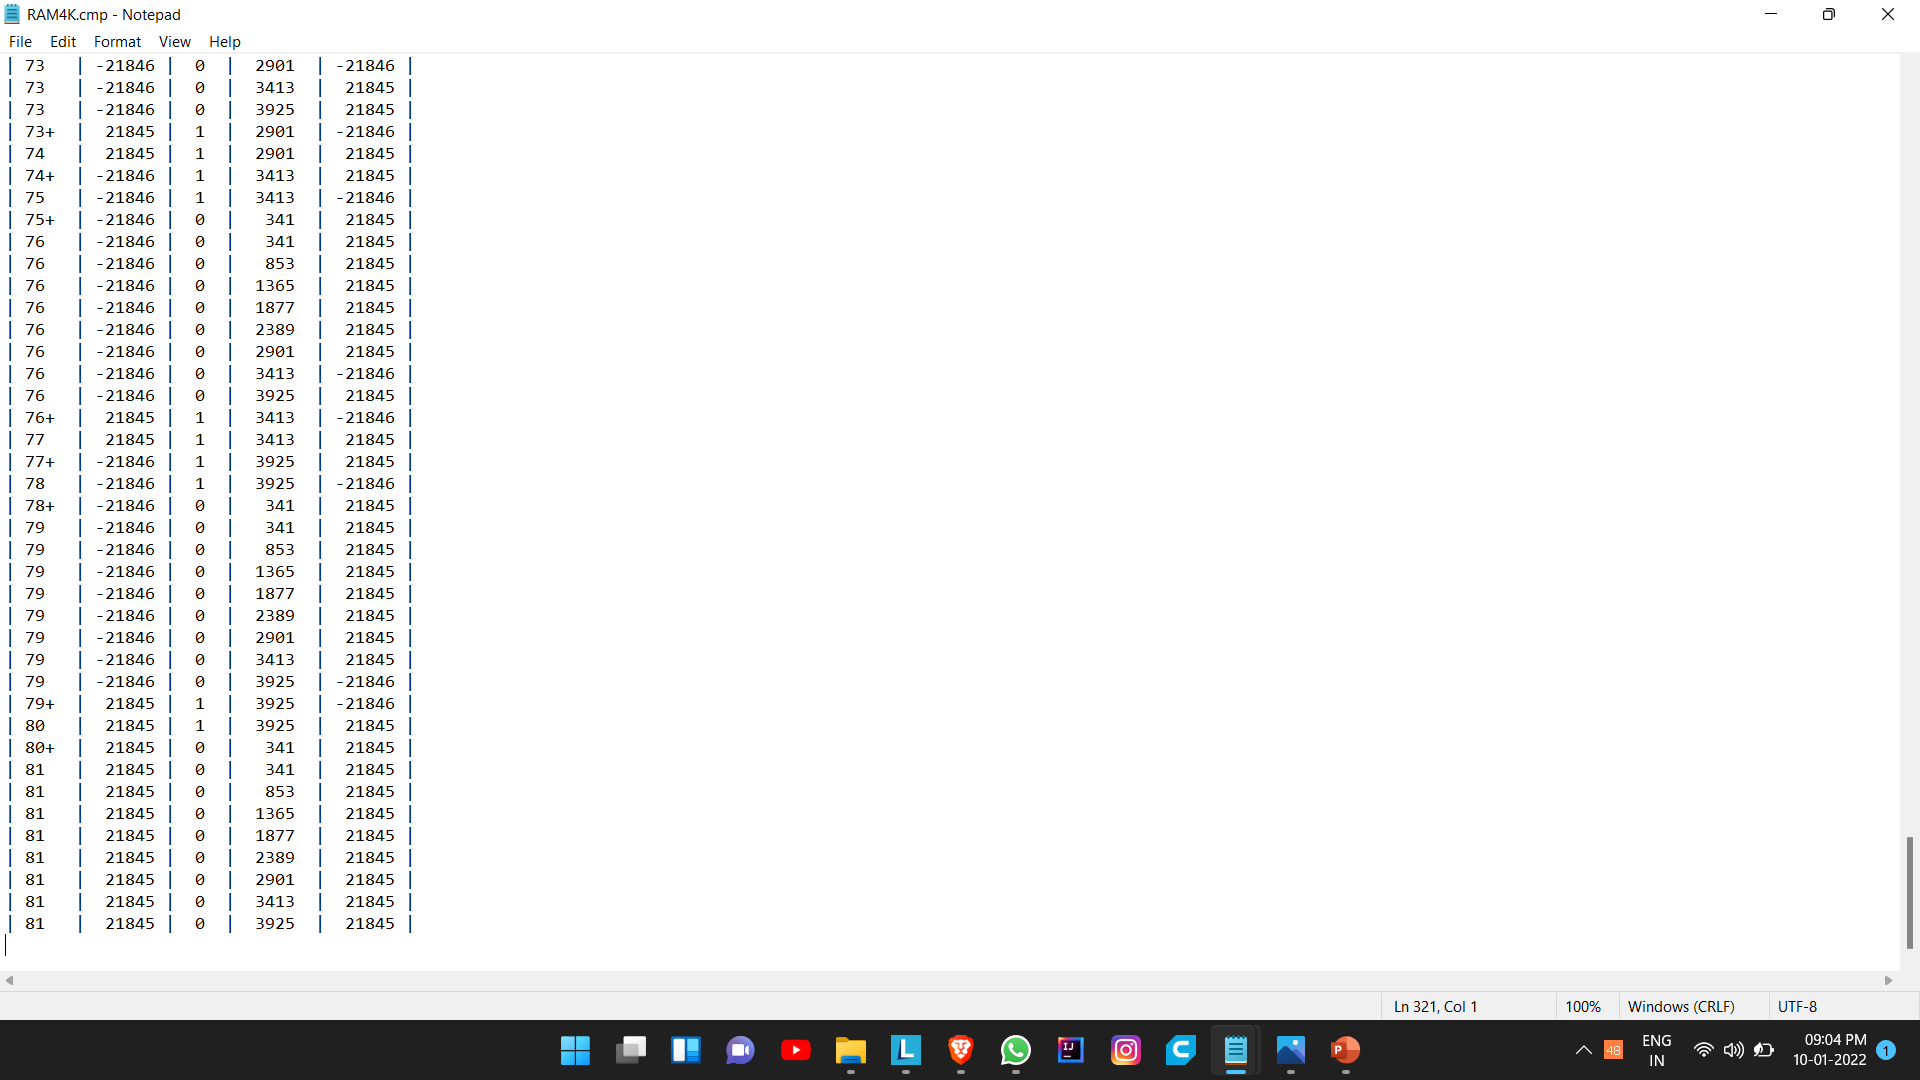 RAM4K.cmp - Notepad
File Edit Format View Help
| 73 | -21846 | 0 | 2901 | -21846 |
| 73 | -21846 | 0 | 3413 | 21845 |
| 73 | -21846 | 0 | 3925 | 21845 |
| 73+ | 21845 | 1 | 2901 | -21846 |
| 74 | 21845 | 1 | 2901 | 21845 |
| 74+ | -21846 | 1 | 3413 | 21845 |
| 75 | -21846 | 1 | 3413 | -21846 |
| 75+ | -21846 | 0 | 341 | 21845 |
| 76 | -21846 | 0 | 341 | 21845 |
| 76 | -21846 | 0 | 853 | 21845 |
| 76 | -21846 | 0 | 1365 | 21845 |
| 76 | -21846 | 0 | 1877 | 21845 |
| 76 | -21846 | 0 | 2389 | 21845 |
| 76 | -21846 | 0 | 2901 | 21845 |
| 76 | -21846 | 0 | 3413 | -21846 |
| 76 | -21846 | 0 | 3925 | 21845 |
| 76+ | 21845 | 1 | 3413 | -21846 |
| 77 | 21845 | 1 | 3413 | 21845 |
| 77+ | -21846 | 1 | 3925 | 21845 |
| 78 | -21846 | 1 | 3925 | -21846 |
| 78+ | -21846 | 0 | 341 | 21845 |
| 79 | -21846 | 0 | 341 | 21845 |
| 79 | -21846 | 0 | 853 | 21845 |
| 79 | -21846 | 0 | 1365 | 21845 |
| 79 | -21846 | 0 | 1877 | 21845 |
| 79 | -21846 | 0 | 2389 | 21845 |
| 79 | -21846 | 0 | 2901 | 21845 |
| 79 | -21846 | 0 | 3413 | 21845 |
| 79 | -21846 | 0 | 3925 | -21846 |
| 79+ | 21845 | 1 | 3925 | -21846 |
| 80 | 21845 | 1 | 3925 | 21845 |
| 80+ | 21845 | 0 | 341 | 21845 |
| 81 | 21845 | 0 | 341 | 21845 |
| 81 | 21845 | 0 | 853 | 21845 |
| 81 | 21845 | 0 | 1365 | 21845 |
| 81 | 21845 | 0 | 1877 | 21845 |
| 81 | 21845 | 0 | 2389 | 21845 |
| 81 | 21845 | 0 | 2901 | 21845 |
| 81 | 21845 | 0 | 3413 | 21845 |
| 81 | 21845 | 0 | 3925 | 21845 |
Ln 321, Col 1 100% Windows (CRLF) UTF-8
L IJ P 48 ENG IN 09:04 PM 10-01-2022 1